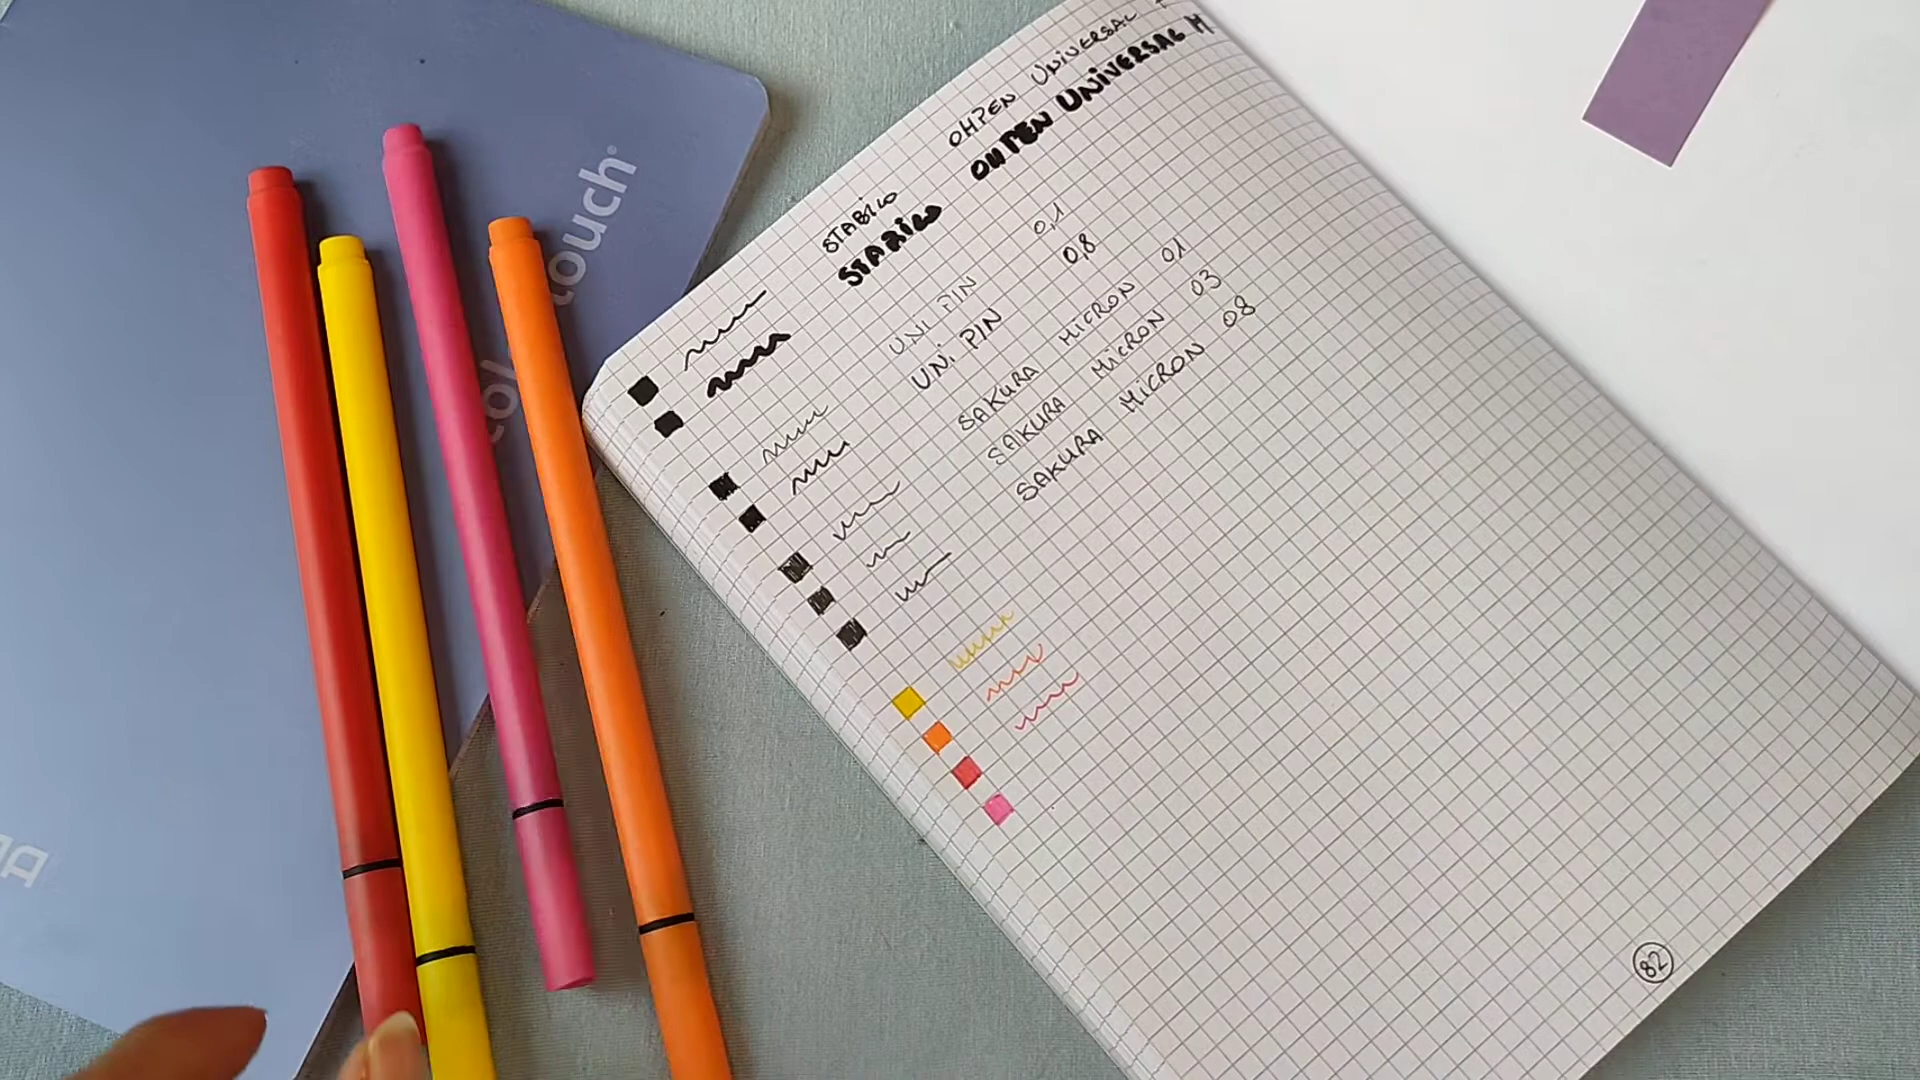 STABILO OHPEN UNIVERSAL
STABILO OHPEN UNIVERSAL M
UNI PIN 0,1
UNI PIN 0,8
SAKURA MICRON 01
SAKURA MICRON 03
SAKURA MICRON 08
82
touch